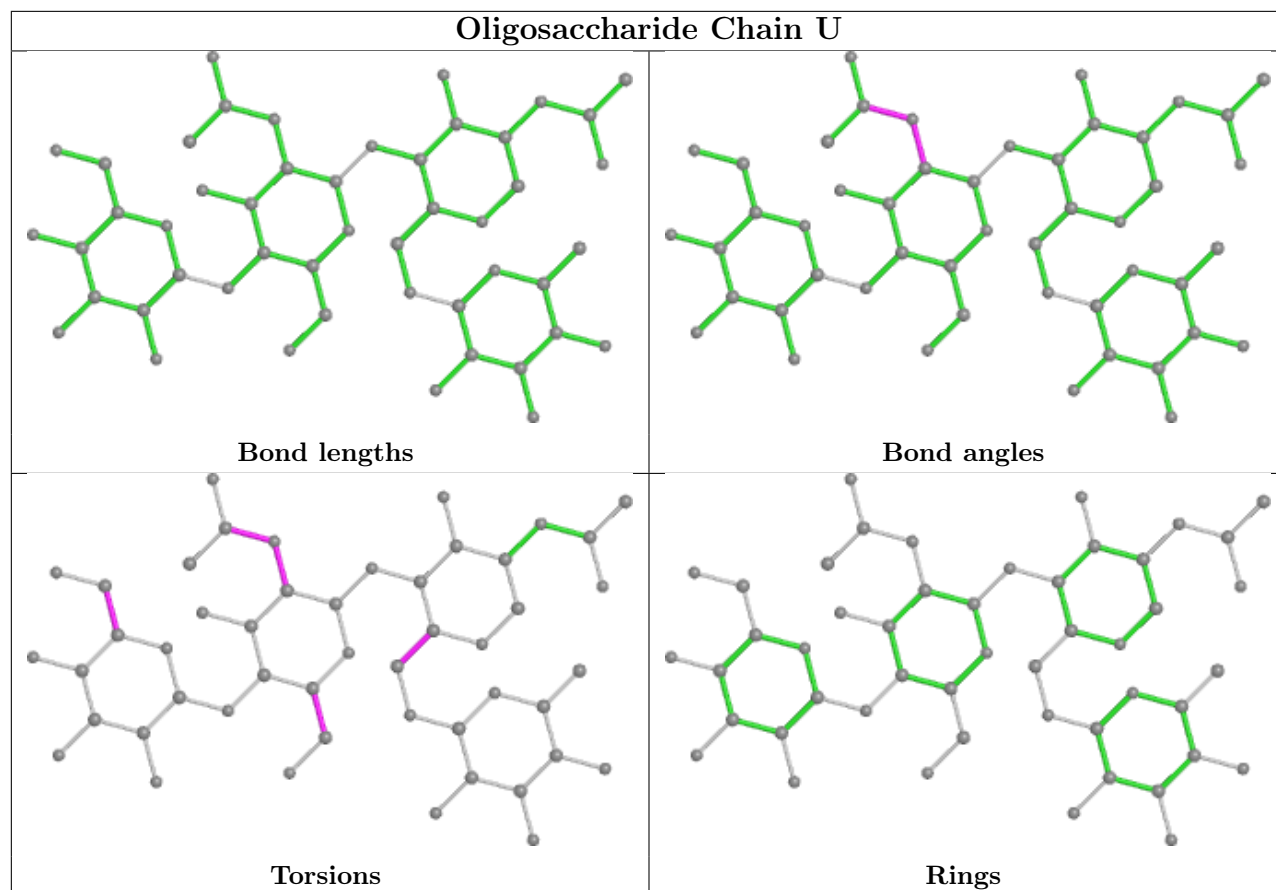 Oligosaccharide Chain U
Bond lengths
Bond angles
Torsions
Rings